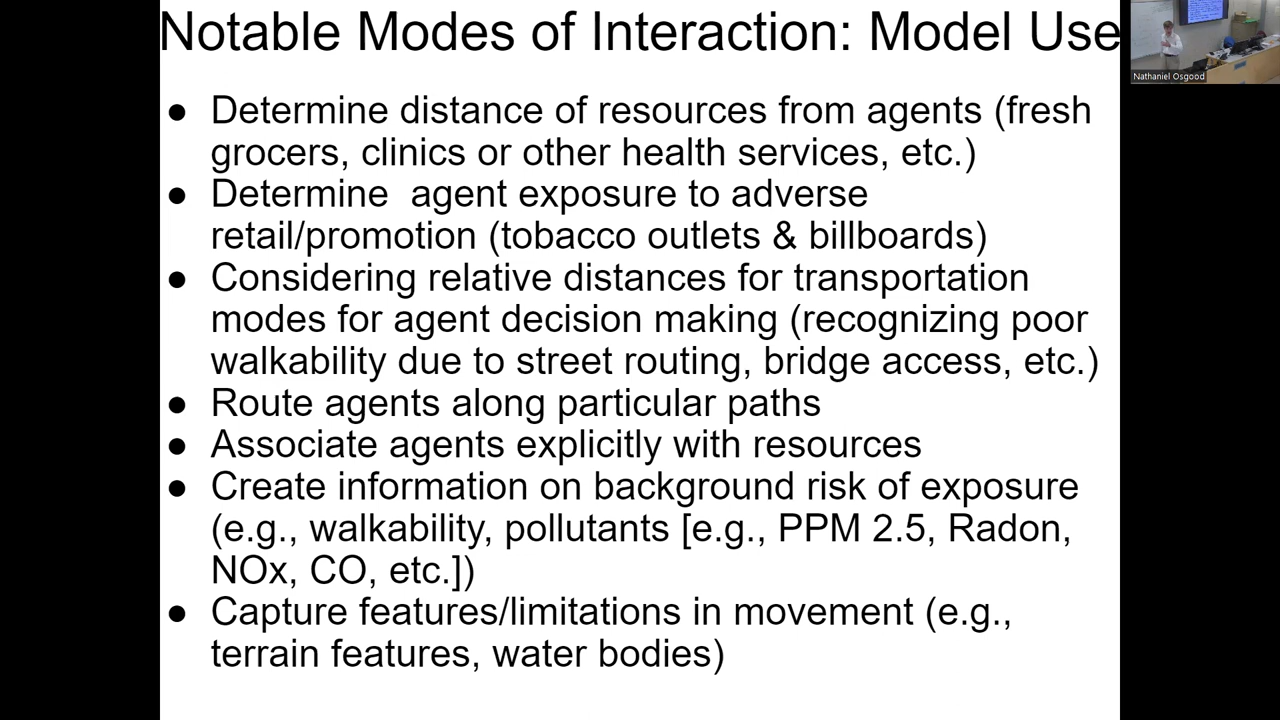 Notable Modes of Interaction: Model Use
Nathaniel Osgood
● Determine distance of resources from agents (fresh
grocers, clinics or other health services, etc.)
● Determine  agent exposure to adverse
retail/promotion (tobacco outlets & billboards)
● Considering relative distances for transportation
modes for agent decision making (recognizing poor
walkability due to street routing, bridge access, etc.)
● Route agents along particular paths
● Associate agents explicitly with resources
● Create information on background risk of exposure
(e.g., walkability, pollutants [e.g., PPM 2.5, Radon,
NOx, CO, etc.])
● Capture features/limitations in movement (e.g.,
terrain features, water bodies)